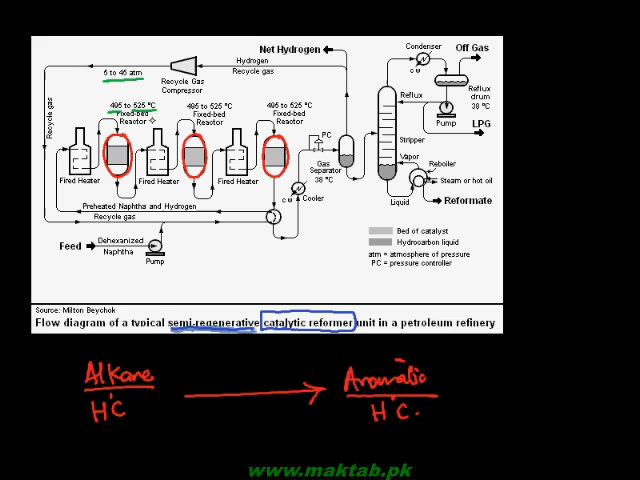 Net Hydrogen
Condenser
Off Gas
5 to 45 atm
Hydrogen
Recycle gas
C W
Recycle Gas
Compressor
Reflux
drum
38 °C
Reflux
Recycle gas
495 to 525 °C
Fixed-bed
Reactor
495 to 525 °C
Fixed-bed
Reactor
495 to 525 °C
Fixed-bed
Reactor
PC
Pump
LPG
Stripper
Fired Heater
Fired Heater
Fired Heater
Gas
Separator
38 °C
Vapor
Reboiler
Steam or hot oil
C W
Cooler
Liquid
Reformate
Preheated Naphtha and Hydrogen
Recycle gas
Feed
Dehexanized
Naphtha
Pump
Bed of catalyst
Hydrocarbon liquid
atm = atmosphere of pressure
PC = pressure controller
Source: Milton Beychok
Flow diagram of a typical semi-regenerative catalytic reformer unit in a petroleum refinery
Alkane
H'C
Aromatic
H'C.
www.maktab.pk